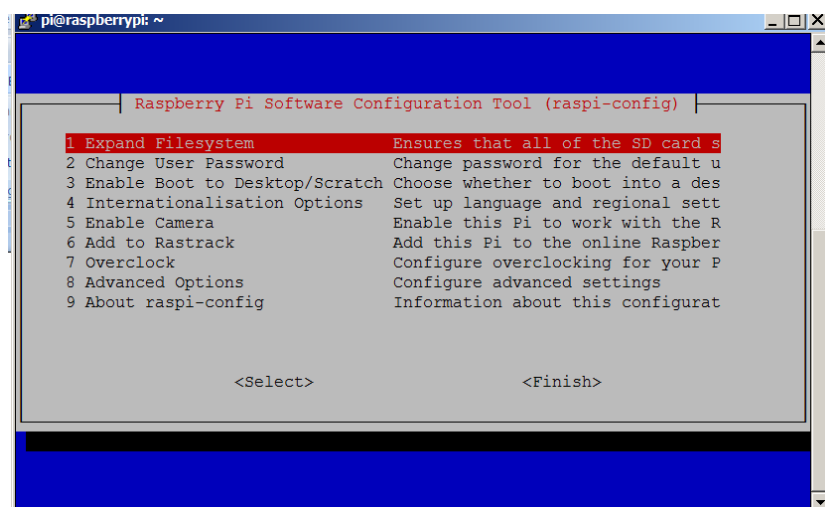 pi@raspberrypi: ~
Raspberry Pi Software Configuration Tool (raspi-config)
1 Expand Filesystem Ensures that all of the SD card s
2 Change User Password Change password for the default u
3 Enable Boot to Desktop/Scratch Choose whether to boot into a des
4 Internationalisation Options Set up language and regional sett
5 Enable Camera Enable this Pi to work with the R
6 Add to Rastrack Add this Pi to the online Raspber
7 Overclock Configure overclocking for your P
8 Advanced Options Configure advanced settings
9 About raspi-config Information about this configurat
<Select> <Finish>